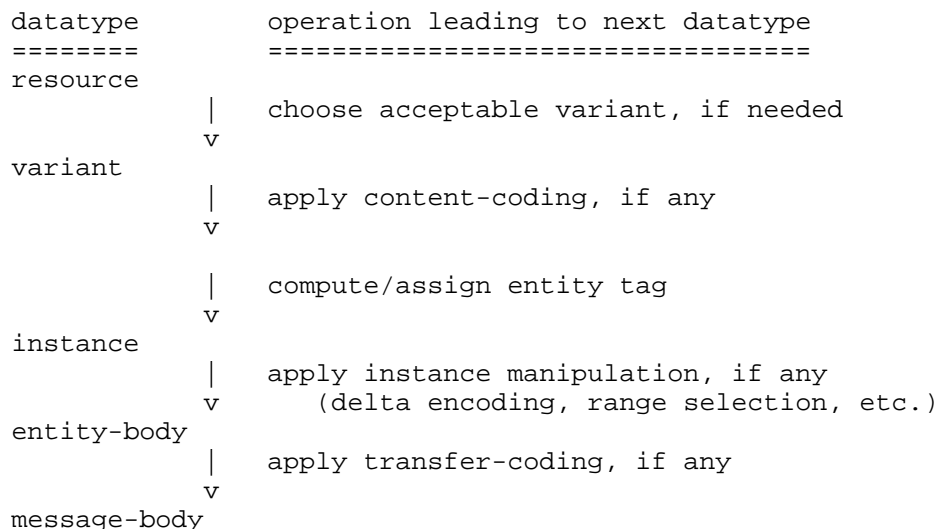 datatype        operation leading to next datatype
========        ==================================
resource
            |   choose acceptable variant, if needed
            v
variant
            |   apply content-coding, if any
            v

            |   compute/assign entity tag
            v
instance
            |   apply instance manipulation, if any
            v      (delta encoding, range selection, etc.)
entity-body
            |   apply transfer-coding, if any
            v
message-body